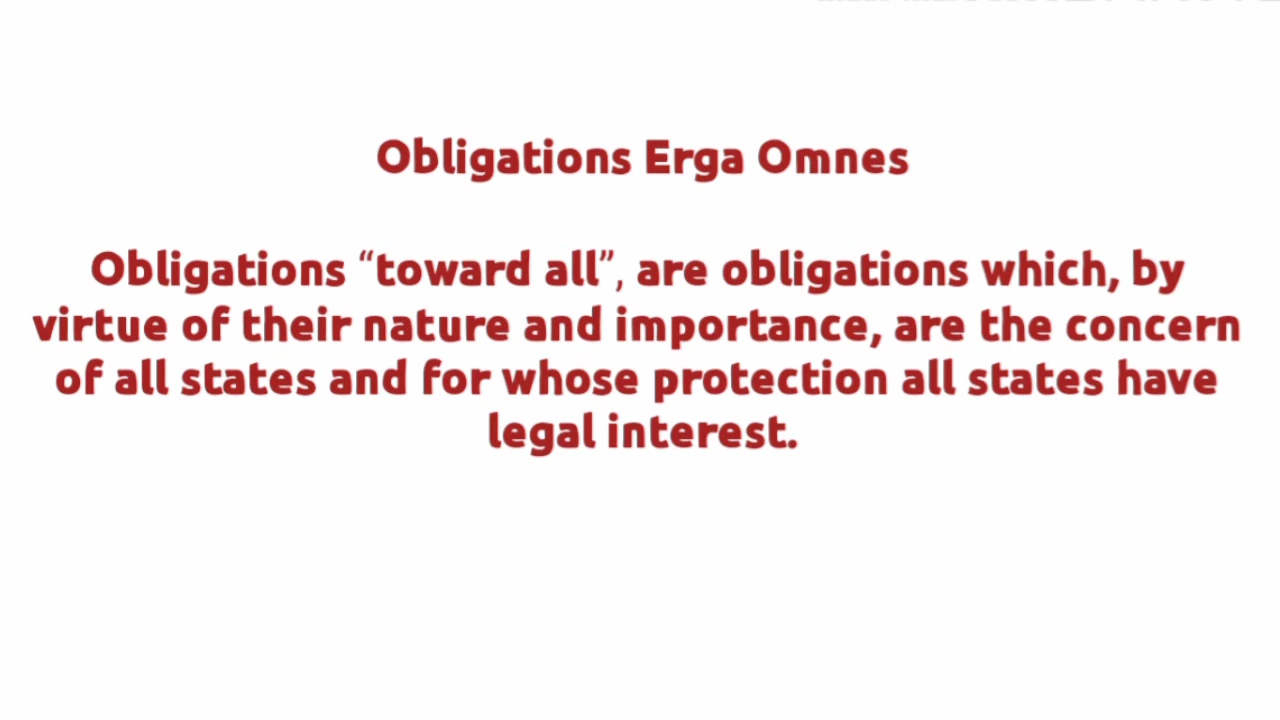 Obligations Erga Omnes
Obligations “toward all”, are obligations which, by
virtue of their nature and importance, are the concern
of all states and for whose protection all states have
legal interest.